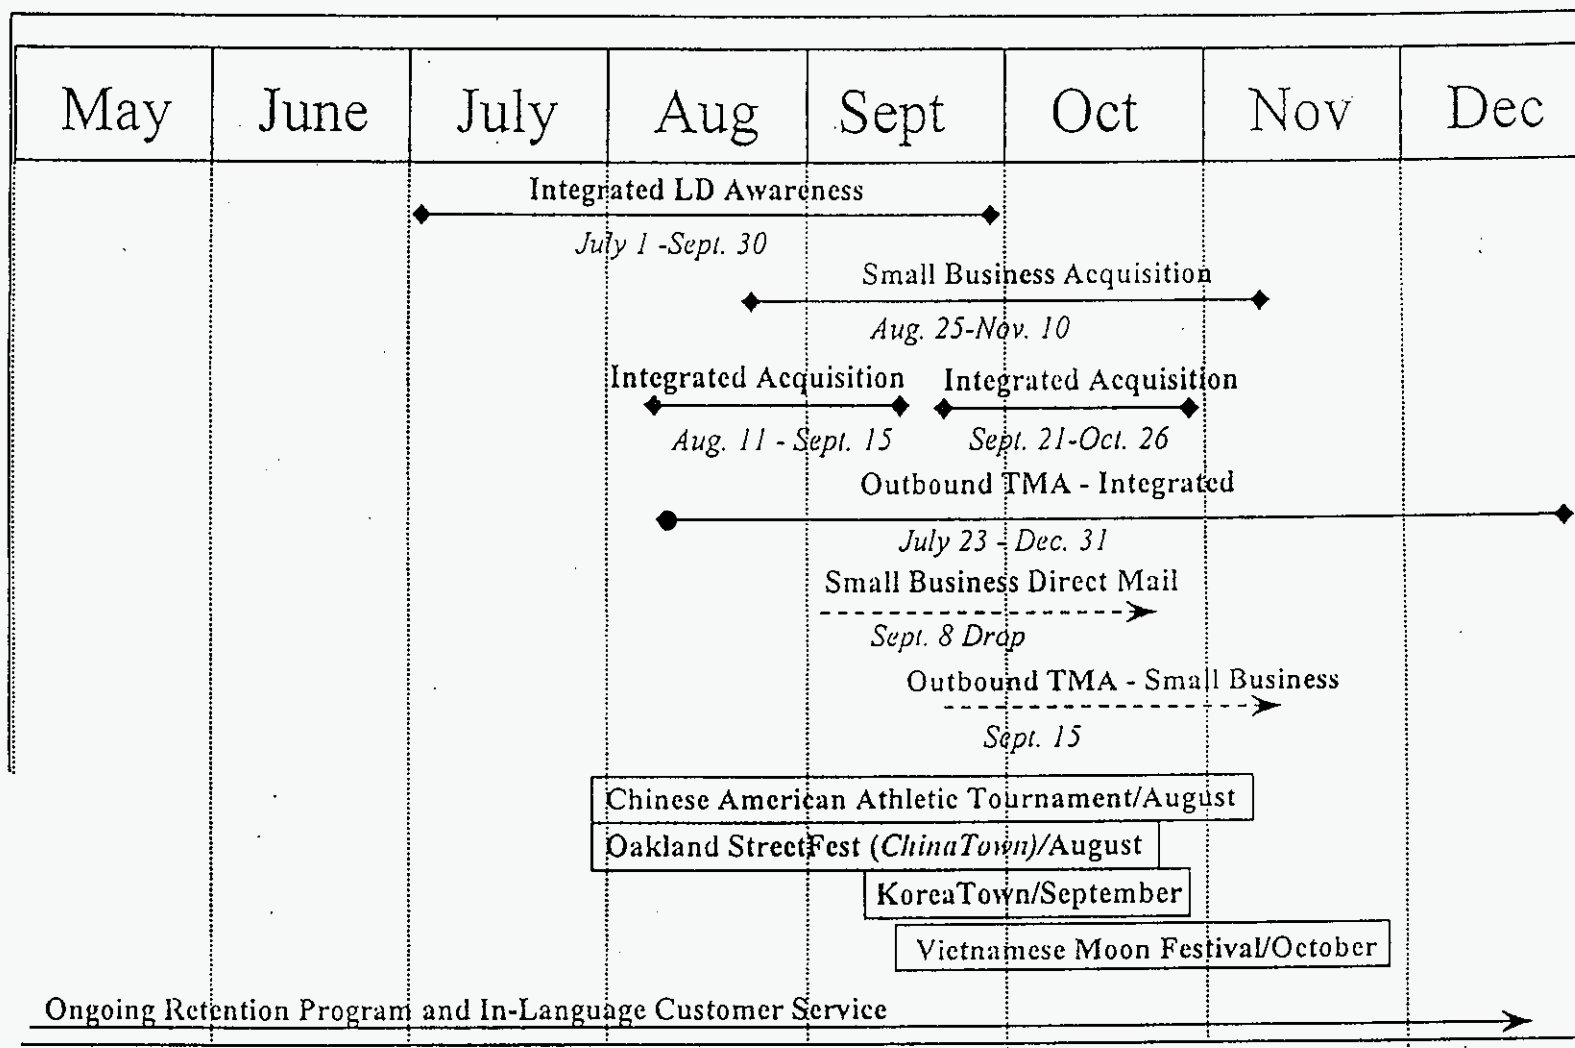 May June July Aug Sept Oct Nov Dec
Integrated LD Awareness
July 1 -Sept. 30
Small Business Acquisition
Aug. 25-Nov. 10
Integrated Acquisition Integrated Acquisition
Aug. 11 - Sept. 15 Sept. 21-Oct. 26
Outbound TMA - Integrated
July 23 - Dec. 31
Small Business Direct Mail
Sept. 8 Drop
Outbound TMA - Small Business
Sept. 15
Chinese American Athletic Tournament/August
Oakland StreetFest (ChinaTown)/August
KoreaTown/September
Vietnamese Moon Festival/October
Ongoing Retention Program and In-Language Customer Service